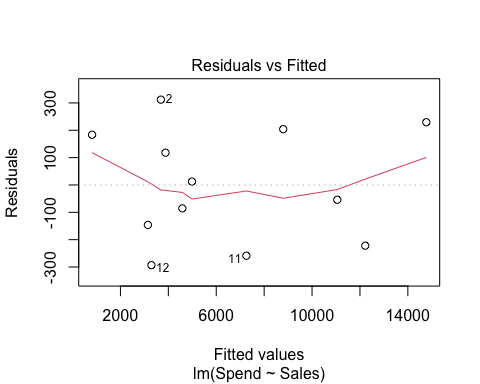 Residuals vs Fitted
Residuals
300
100
-100
-300
2
12
11
2000 6000 10000 14000
Fitted values
lm(Spend ~ Sales)